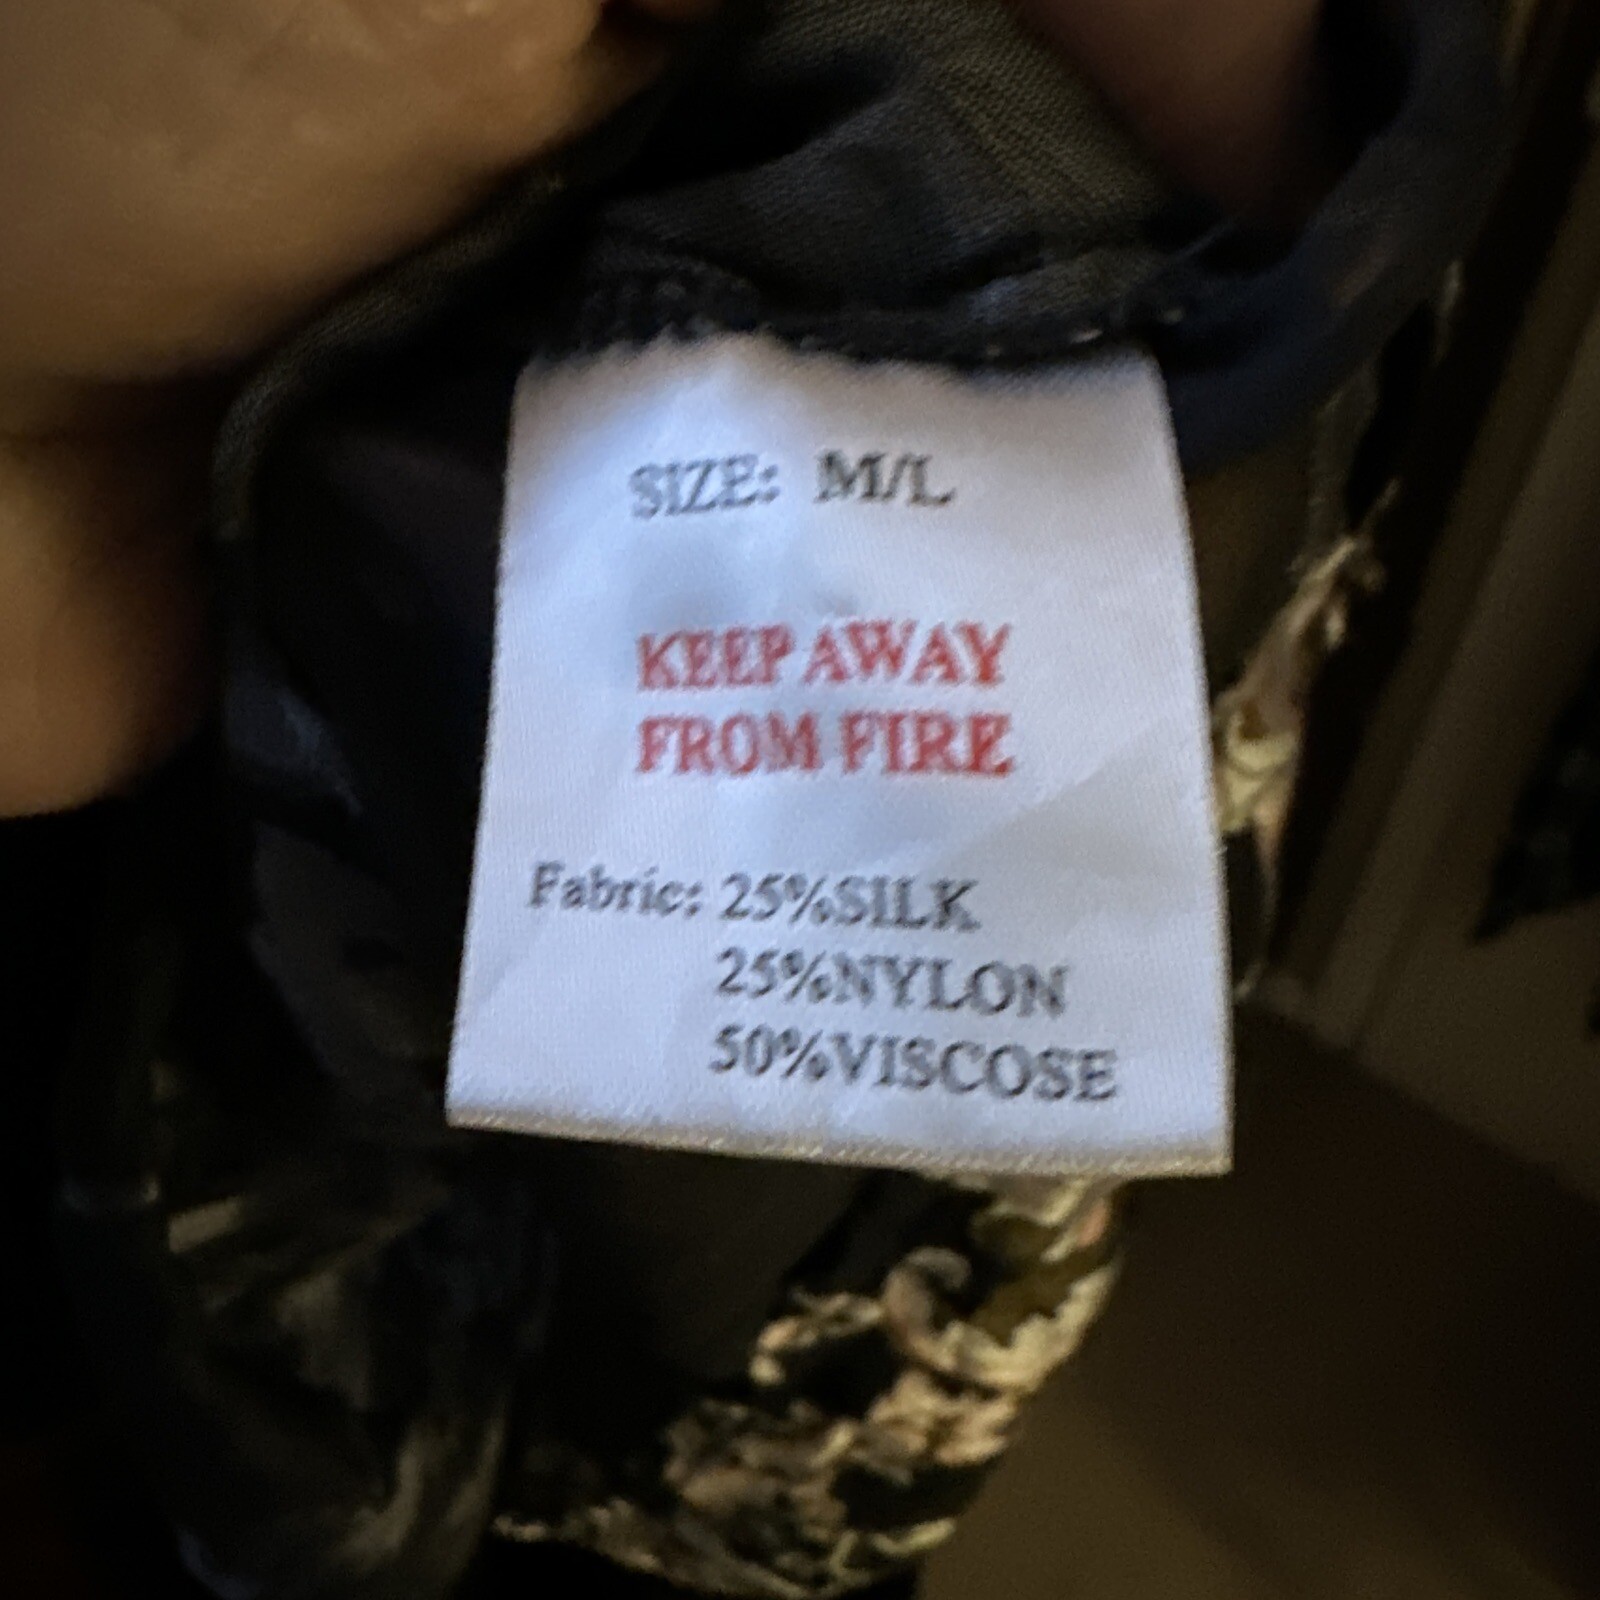 SIZE: M/L
KEEP AWAY
FROM FIRE
Fabric: 25%SILK
25%NYLON
50%VISCOSE